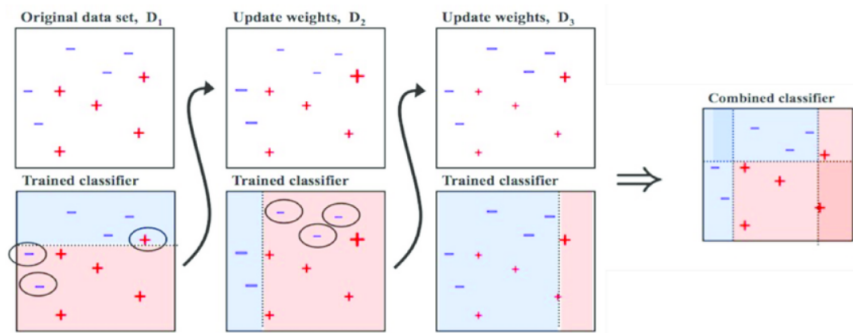 Original data set, D₁
Update weights, D₂
Update weights, D₃
Combined classifier
Trained classifier
Trained classifier
Trained classifier